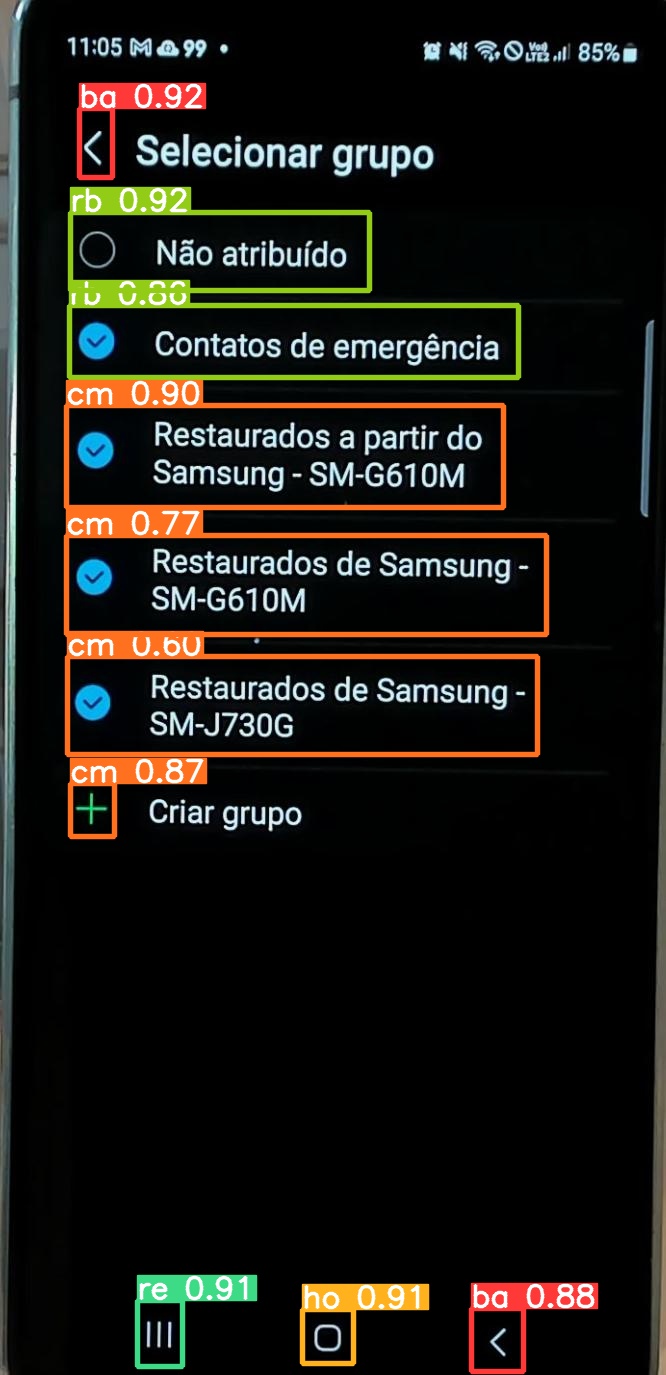 11:05 99
VoD LTE2 85%
ba 0.92
Selecionar grupo
rb 0.92
Não atribuído
rb 0.86
Contatos de emergência
cm 0.90
Restaurados a partir do
Samsung - SM-G610M
cm 0.77
Restaurados de Samsung -
SM-G610M
cm 0.60
Restaurados de Samsung -
SM-J730G
cm 0.87
Criar grupo
re 0.91
ho 0.91
ba 0.88